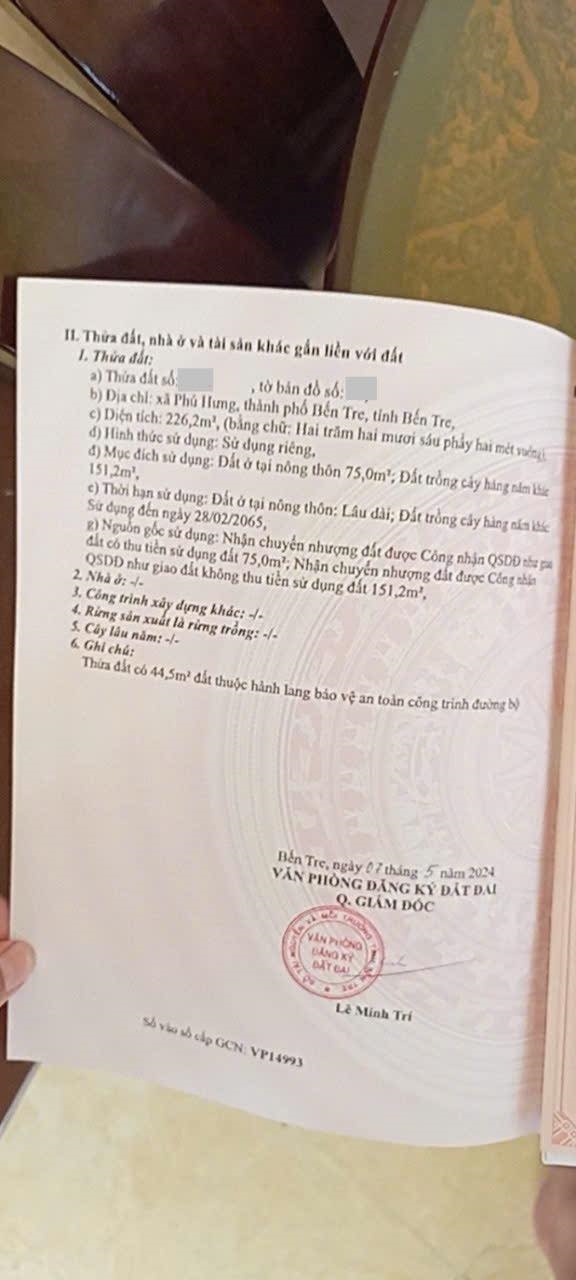 II. Thửa đất, nhà ở và tài sản khác gắn liền với đất
1. Thửa đất:
a) Thửa đất số: , tờ bản đồ số: ,
b) Địa chỉ: xã Phú Hưng, thành phố Bến Tre, tỉnh Bến Tre,
c) Diện tích: 226,2m², (bằng chữ: Hai trăm hai mươi sáu phẩy hai mét vuông),
d) Hình thức sử dụng: Sử dụng riêng,
đ) Mục đích sử dụng: Đất ở tại nông thôn 75,0m²; Đất trồng cây hàng năm khác
151,2m²,
e) Thời hạn sử dụng: Đất ở tại nông thôn: Lâu dài; Đất trồng cây hàng năm khác:
Sử dụng đến ngày 28/02/2065,
g) Nguồn gốc sử dụng: Nhận chuyển nhượng đất được Công nhận QSDĐ như giao
đất có thu tiền sử dụng đất 75,0m²; Nhận chuyển nhượng đất được Công nhận
QSDĐ như giao đất không thu tiền sử dụng đất 151,2m²,
2. Nhà ở: -/-
3. Công trình xây dựng khác: -/-
4. Rừng sản xuất là rừng trồng: -/-
5. Cây lâu năm: -/-
6. Ghi chú:
Thửa đất có 44,5m² đất thuộc hành lang bảo vệ an toàn công trình đường bộ
Bến Tre, ngày 07 tháng 5 năm 2024
VĂN PHÒNG ĐĂNG KÝ ĐẤT ĐAI
Q. GIÁM ĐỐC
VĂN PHÒNG
ĐĂNG KÝ
ĐẤT ĐAI
Lê Minh Trí
Số vào sổ cấp GCN: VP14993